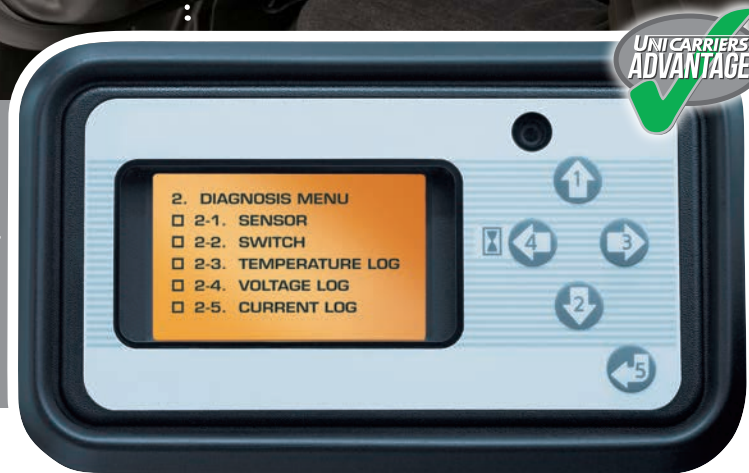 UNICARRIERS
ADVANTAGE
2. DIAGNOSIS MENU
2-1. SENSOR
2-2. SWITCH
2-3. TEMPERATURE LOG
2-4. VOLTAGE LOG
2-5. CURRENT LOG
1
4
3
2
5